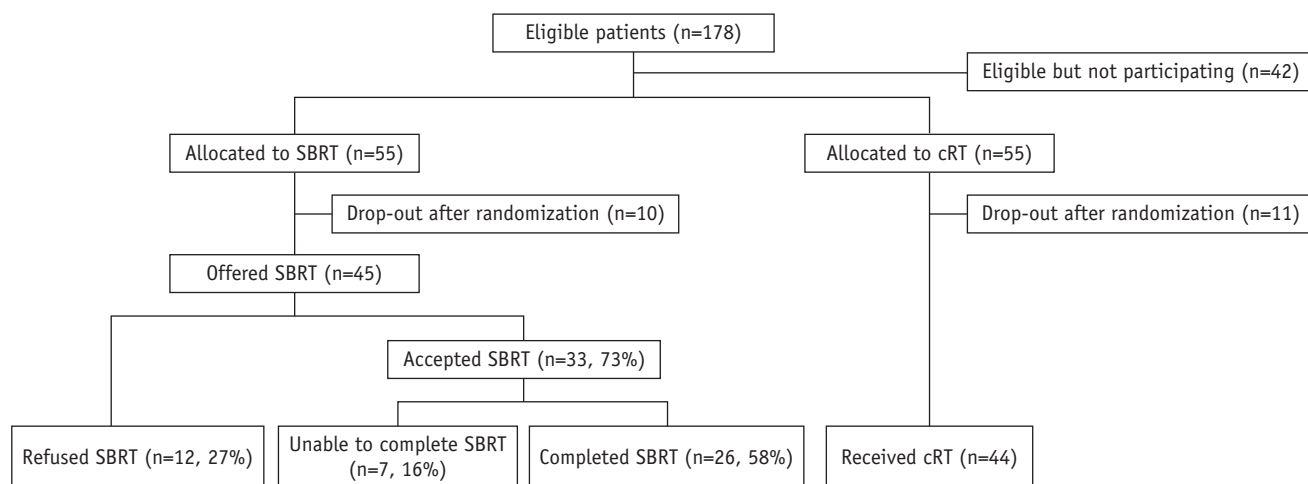 Eligible patients (n=178)
Eligible but not participating (n=42)
Allocated to SBRT (n=55)
Allocated to cRT (n=55)
Drop-out after randomization (n=10)
Drop-out after randomization (n=11)
Offered SBRT (n=45)
Accepted SBRT (n=33, 73%)
Refused SBRT (n=12, 27%)
Unable to complete SBRT
(n=7, 16%)
Completed SBRT (n=26, 58%)
Received cRT (n=44)